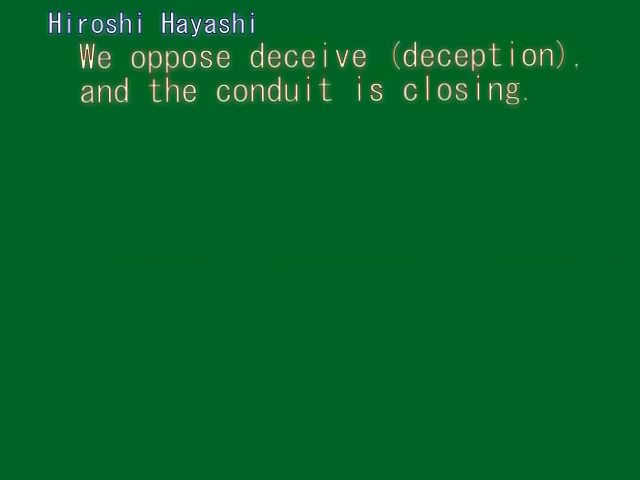 Hiroshi Hayashi
We oppose deceive (deception),
and the conduit is closing.